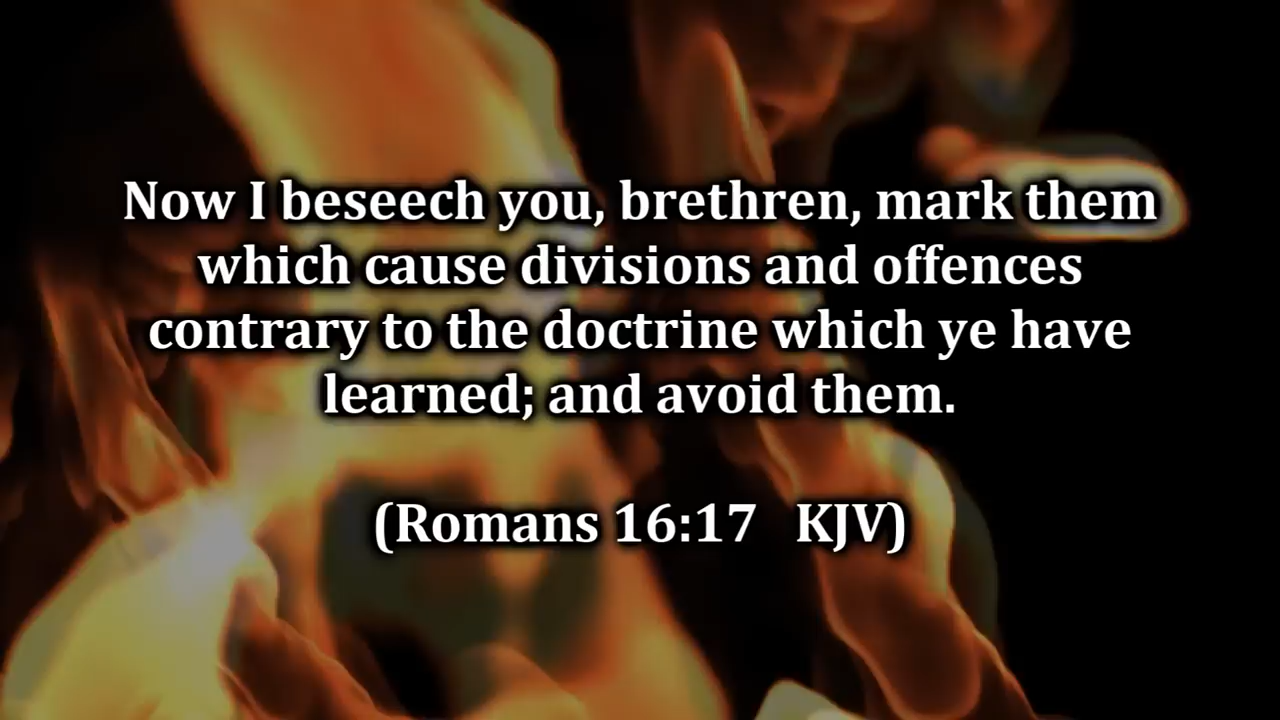 Now I beseech you, brethren, mark them
which cause divisions and offences
contrary to the doctrine which ye have
learned; and avoid them.
(Romans 16:17 KJV)